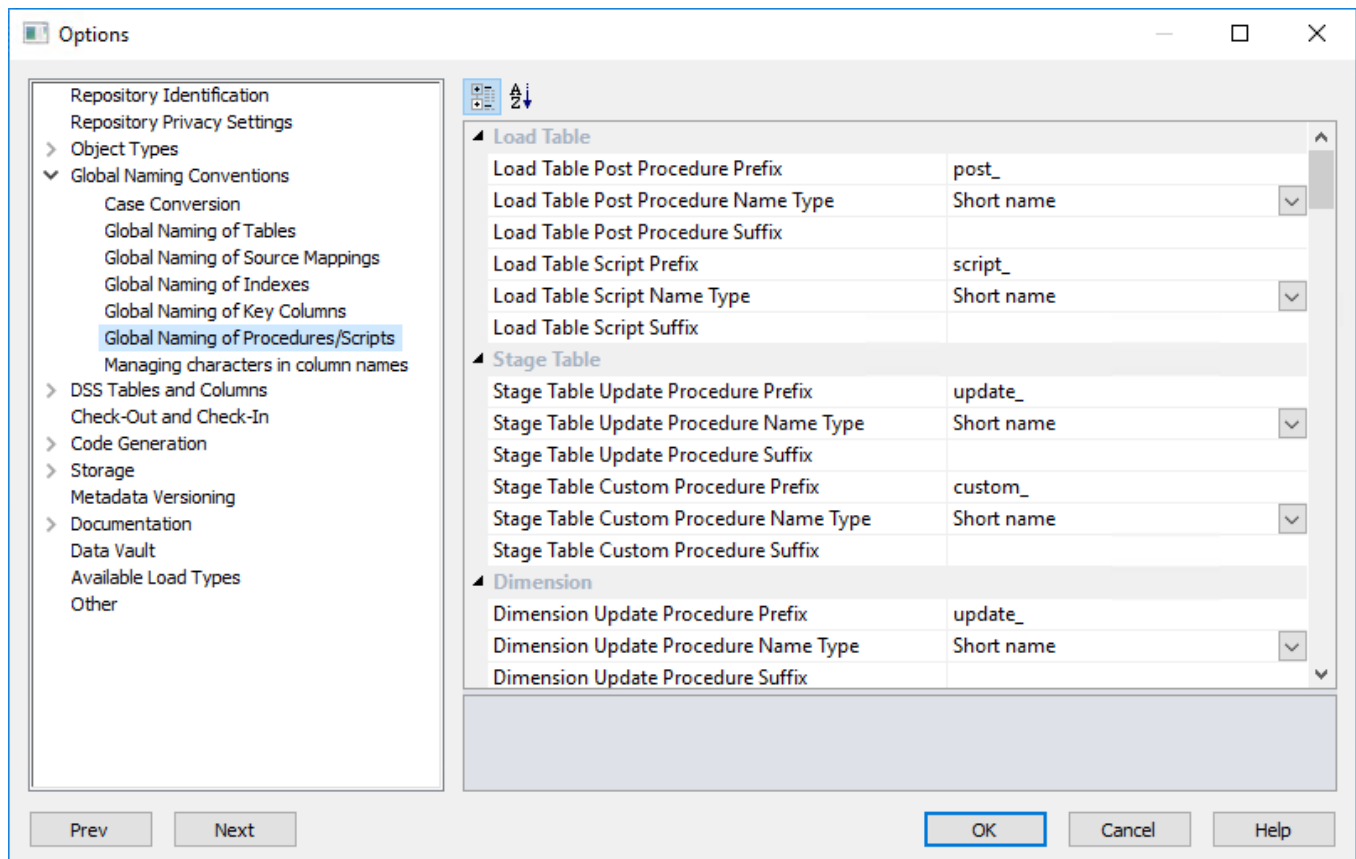 Options
Repository Identification
Repository Privacy Settings
Object Types
Global Naming Conventions
Case Conversion
Global Naming of Tables
Global Naming of Source Mappings
Global Naming of Indexes
Global Naming of Key Columns
Global Naming of Procedures/Scripts
Managing characters in column names
DSS Tables and Columns
Check-Out and Check-In
Code Generation
Storage
Metadata Versioning
Documentation
Data Vault
Available Load Types
Other
AZ
Load Table
Load Table Post Procedure Prefix post_
Load Table Post Procedure Name Type Short name
Load Table Post Procedure Suffix
Load Table Script Prefix script_
Load Table Script Name Type Short name
Load Table Script Suffix
Stage Table
Stage Table Update Procedure Prefix update_
Stage Table Update Procedure Name Type Short name
Stage Table Update Procedure Suffix
Stage Table Custom Procedure Prefix custom_
Stage Table Custom Procedure Name Type Short name
Stage Table Custom Procedure Suffix
Dimension
Dimension Update Procedure Prefix update_
Dimension Update Procedure Name Type Short name
Dimension Update Procedure Suffix
Prev Next OK Cancel Help